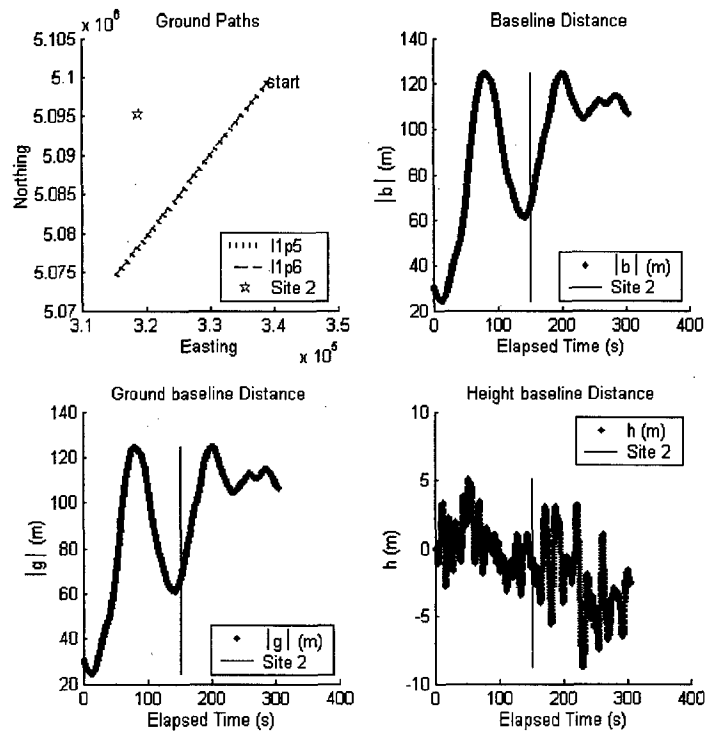 Ground Paths
5.105
x 10^6
5.1
5.095
5.09
5.085
5.08
5.075
5.07
Northing
start
l1p5
l1p6
Site 2
3.1
3.2
3.3
3.4
3.5
Easting
x 10^5
Baseline Distance
140
120
100
80
60
40
20
|b| (m)
|b| (m)
Site 2
0
100
200
300
400
Elapsed Time (s)
Ground baseline Distance
140
120
100
80
60
40
20
|g| (m)
|g| (m)
Site 2
0
100
200
300
400
Elapsed Time (s)
Height baseline Distance
10
5
0
-5
-10
h (m)
h (m)
Site 2
0
100
200
300
400
Elapsed Time (s)